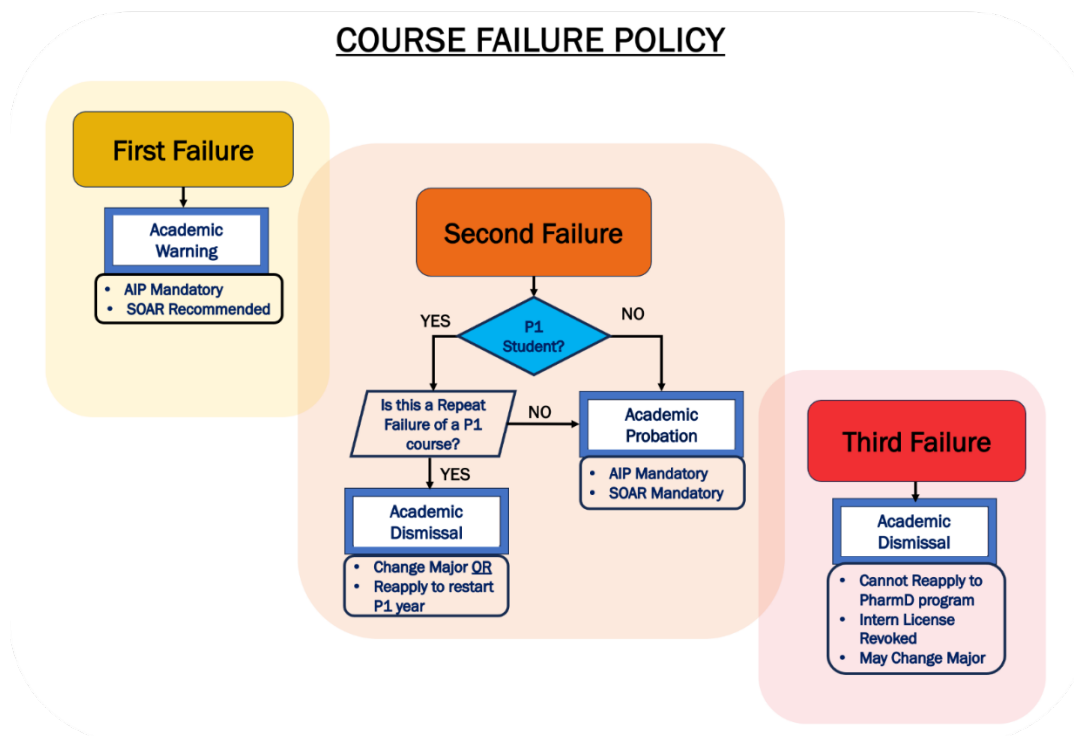 COURSE FAILURE POLICY
First Failure
Academic
Warning
• AIP Mandatory
• SOAR Recommended
Second Failure
P1
Student?
YES
NO
Is this a Repeat
Failure of a P1
course?
NO
YES
Academic
Probation
• AIP Mandatory
• SOAR Mandatory
Academic
Dismissal
• Change Major OR
• Reapply to restart
P1 year
Third Failure
Academic
Dismissal
• Cannot Reapply to
PharmD program
• Intern License
Revoked
• May Change Major